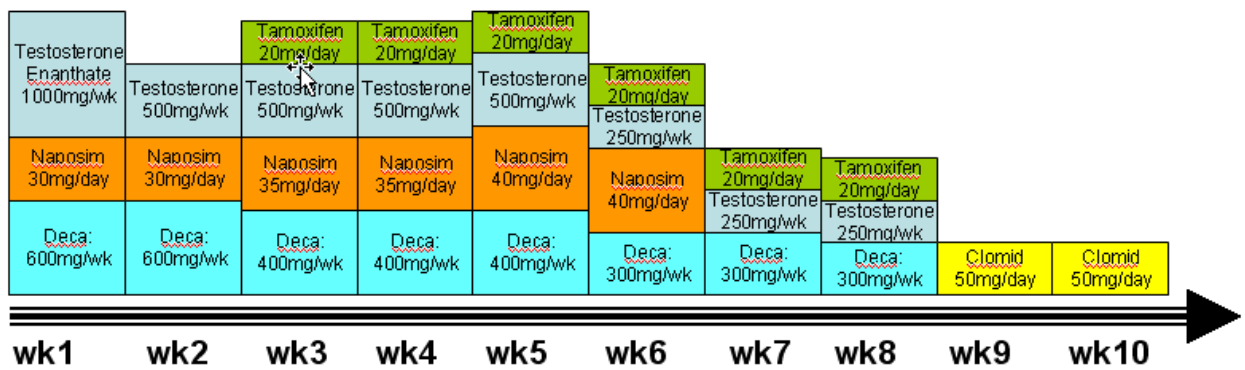 Testosterone
Enanthate
1000mg/wk
Naposim
30mg/day
Deca:
600mg/wk
Testosterone
500mg/wk
Naposim
30mg/day
Deca:
600mg/wk
Tamoxifen
20mg/day
Testosterone
500mg/wk
Naposim
35mg/day
Deca:
400mg/wk
Tamoxifen
20mg/day
Testosterone
500mg/wk
Naposim
35mg/day
Deca:
400mg/wk
Tamoxifen
20mg/day
Testosterone
500mg/wk
Naposim
40mg/day
Deca:
400mg/wk
Tamoxifen
20mg/day
Testosterone
250mg/wk
Naposim
40mg/day
Deca:
300mg/wk
Tamoxifen
20mg/day
Testosterone
250mg/wk
Deca:
300mg/wk
Tamoxifen
20mg/day
Testosterone
250mg/wk
Deca:
300mg/wk
Clomid
50mg/day
Clomid
50mg/day
wk1 wk2 wk3 wk4 wk5 wk6 wk7 wk8 wk9 wk10